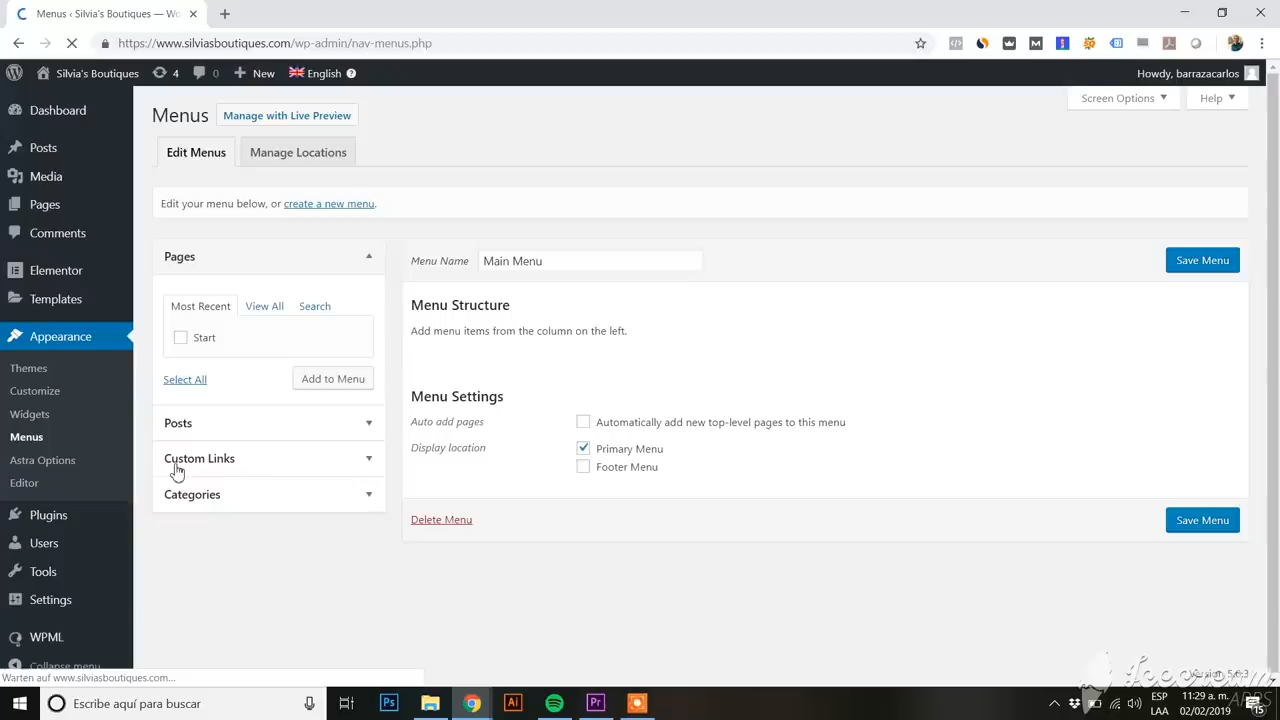 Menus ‹ Silvia's Boutiques — Wo
https://www.silviasboutiques.com/wp-admin/nav-menus.php
Silvia's Boutiques
4
0
New
English
Howdy, barrazacarlos
Dashboard
Posts
Media
Pages
Comments
Elementor
Templates
Appearance
Themes
Customize
Widgets
Menus
Astra Options
Editor
Plugins
Users
Tools
Settings
WPML
Collapse menu
Menus
Manage with Live Preview
Screen Options
Help
Edit Menus
Manage Locations
Edit your menu below, or create a new menu.
Pages
Most Recent
View All
Search
Start
Select All
Add to Menu
Posts
Custom Links
Categories
Menu Name
Main Menu
Save Menu
Menu Structure
Add menu items from the column on the left.
Menu Settings
Auto add pages
Automatically add new top-level pages to this menu
Display location
Primary Menu
Footer Menu
Delete Menu
Save Menu
Warten auf www.silviasboutiques.com...
APPS
Escribe aquí para buscar
Ps
Ai
Pr
ESP
LAA
11:29 a. m.
02/02/2019
15